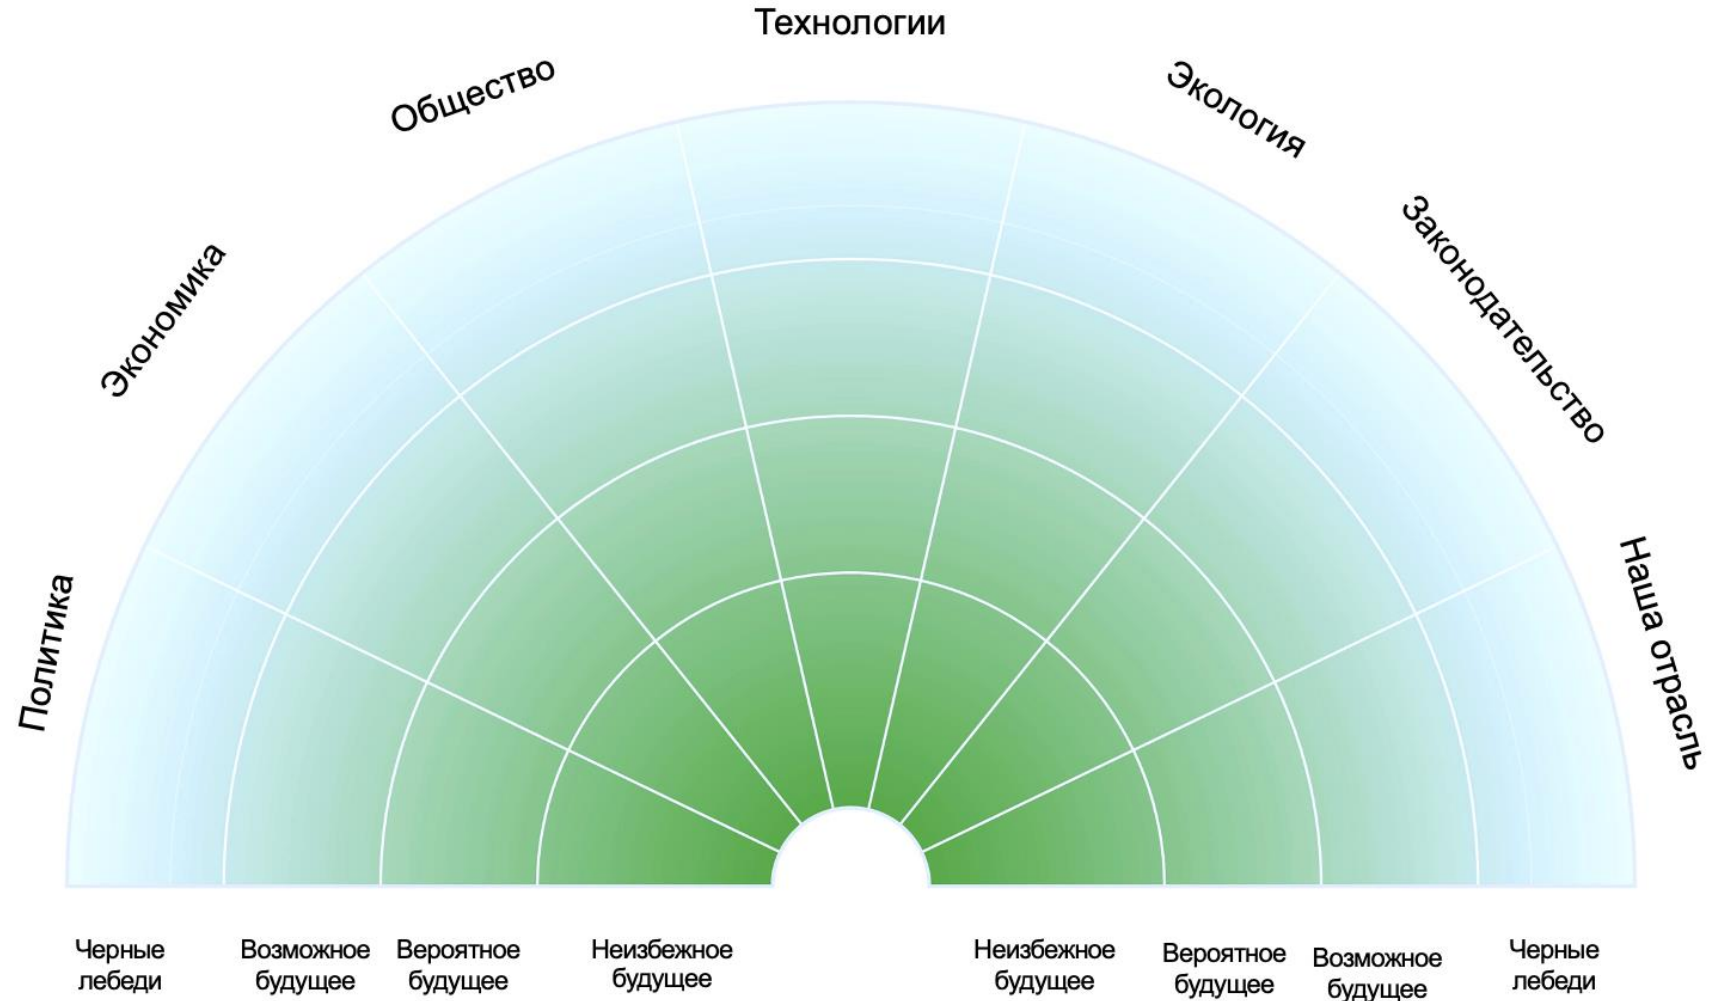 Технологии
Общество
Экология
Экономика
Законодательство
Политика
Наша отрасль
Черные
лебеди
Возможное
будущее
Вероятное
будущее
Неизбежное
будущее
Неизбежное
будущее
Вероятное
будущее
Возможное
будущее
Черные
лебеди